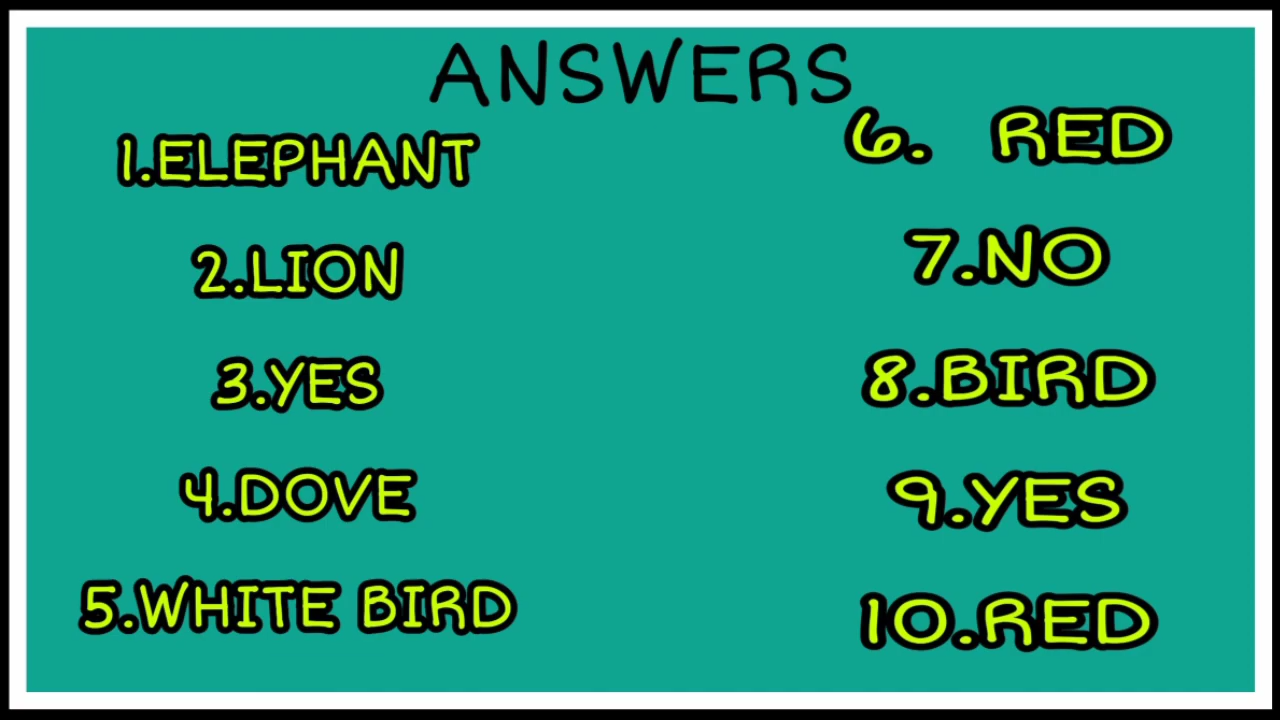 ANSWERS
1.ELEPHANT
2.LION
3.YES
4.DOVE
5.WHITE BIRD
6. RED
7.NO
8.BIRD
9.YES
10.RED